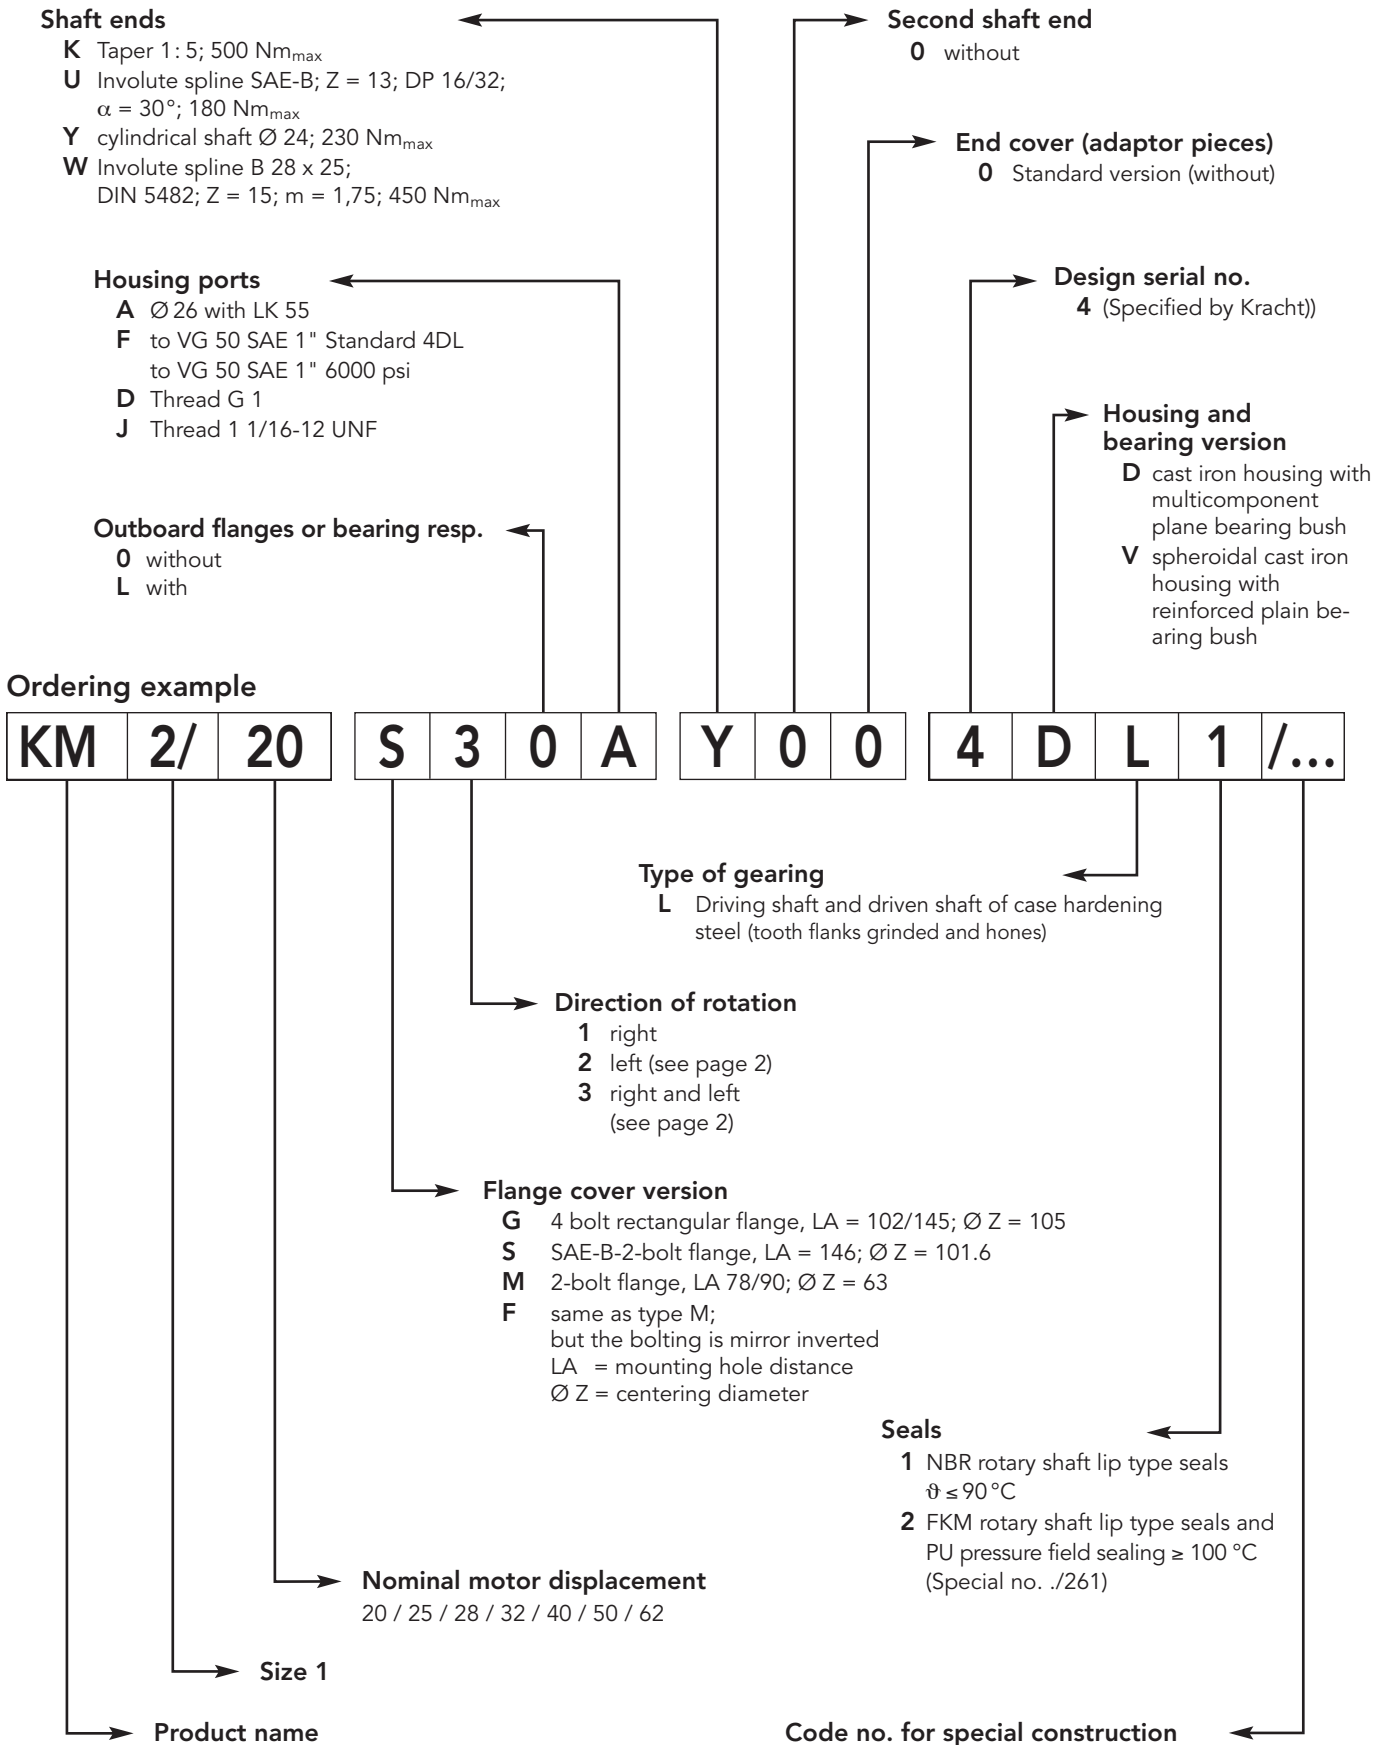 Shaft ends
K Taper 1:5; 500 Nmmax
U Involute spline SAE-B; Z = 13; DP 16/32;
α = 30°; 180 Nmmax
Y cylindrical shaft Ø 24; 230 Nmmax
W Involute spline B 28 x 25;
DIN 5482; Z = 15; m = 1,75; 450 Nmmax
Second shaft end
0 without
End cover (adaptor pieces)
0 Standard version (without)
Housing ports
A Ø 26 with LK 55
F to VG 50 SAE 1" Standard 4DL
to VG 50 SAE 1" 6000 psi
D Thread G 1
J Thread 1 1/16-12 UNF
Design serial no.
4 (Specified by Kracht))
Housing and
bearing version
D cast iron housing with
multicomponent
plane bearing bush
V spheroidal cast iron
housing with
reinforced plain be-
aring bush
Outboard flanges or bearing resp.
0 without
L with
Ordering example
KM 2/ 20 S 3 0 A Y 0 0 4 D L 1 /...
Type of gearing
L Driving shaft and driven shaft of case hardening
steel (tooth flanks grinded and hones)
Direction of rotation
1 right
2 left (see page 2)
3 right and left
(see page 2)
Flange cover version
G 4 bolt rectangular flange, LA = 102/145; Ø Z = 105
S SAE-B-2-bolt flange, LA = 146; Ø Z = 101.6
M 2-bolt flange, LA 78/90; Ø Z = 63
F same as type M;
but the bolting is mirror inverted
LA = mounting hole distance
Ø Z = centering diameter
Seals
1 NBR rotary shaft lip type seals
ϑ ≤ 90 °C
2 FKM rotary shaft lip type seals and
PU pressure field sealing ≥ 100 °C
(Special no. ./261)
Nominal motor displacement
20 / 25 / 28 / 32 / 40 / 50 / 62
Size 1
Product name
Code no. for special construction